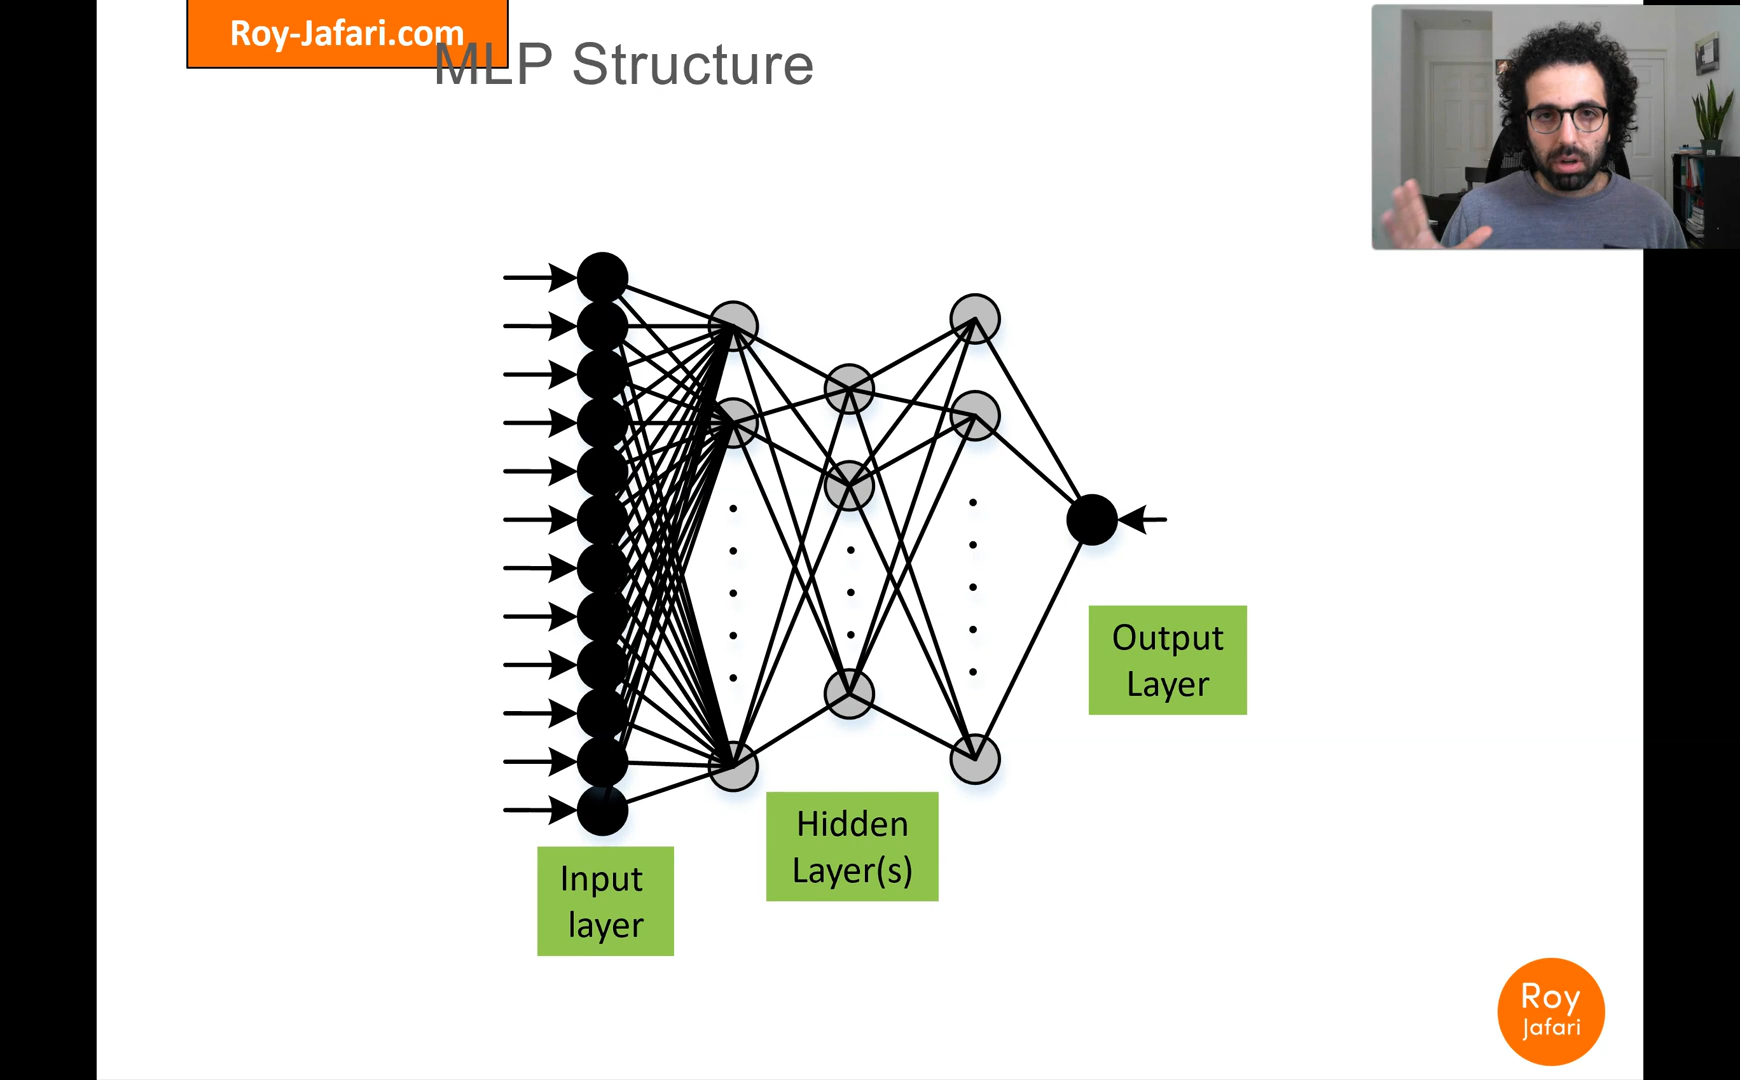 Roy-Jafari.com
MLP Structure
Output
Layer
Hidden
Layer(s)
Input
layer
Roy
Jafari